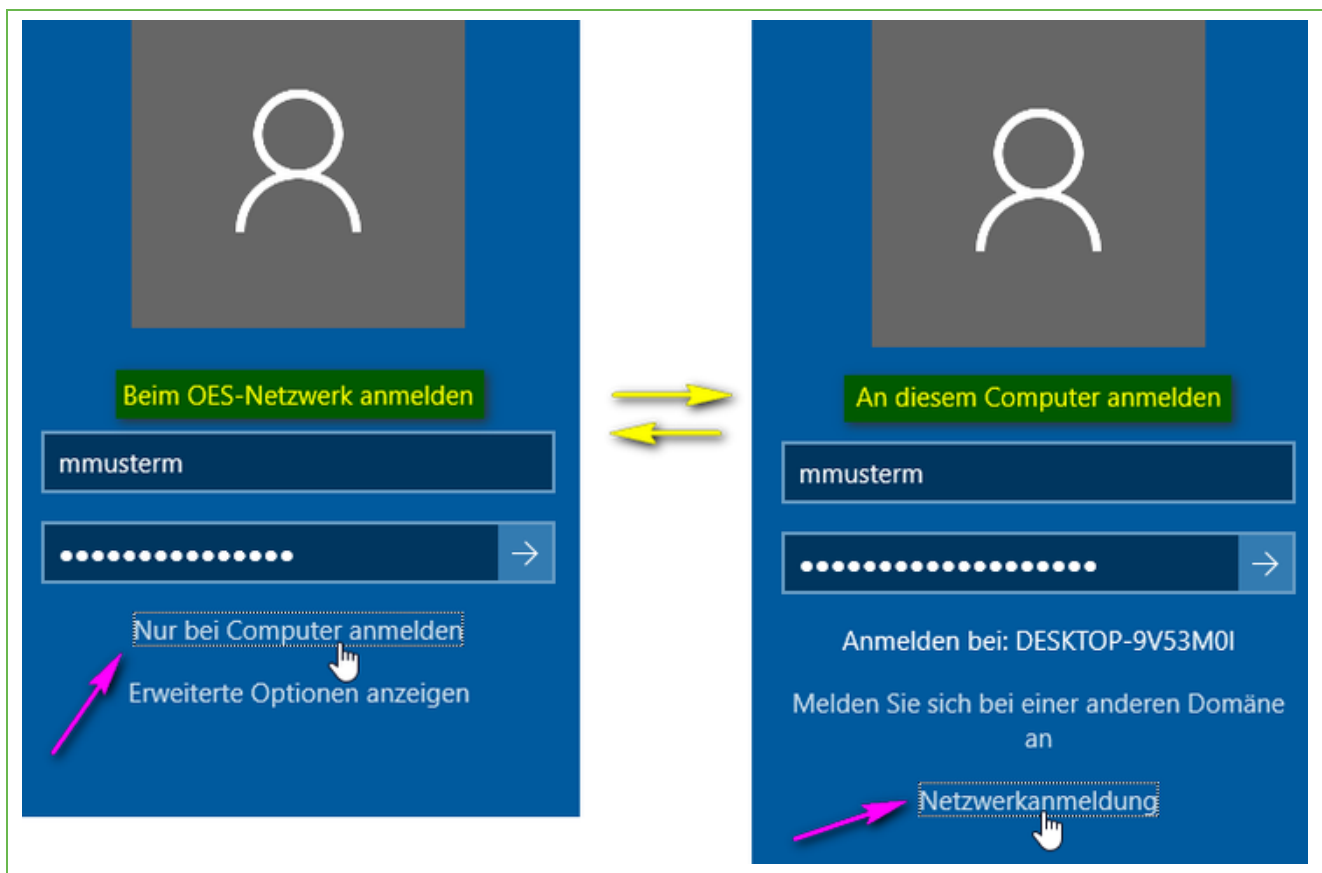 Beim OES-Netzwerk anmelden
mmusterm
Nur bei Computer anmelden
Erweiterte Optionen anzeigen
An diesem Computer anmelden
mmusterm
Anmelden bei: DESKTOP-9V53M0I
Melden Sie sich bei einer anderen Domäne
an
Netzwerkanmeldung